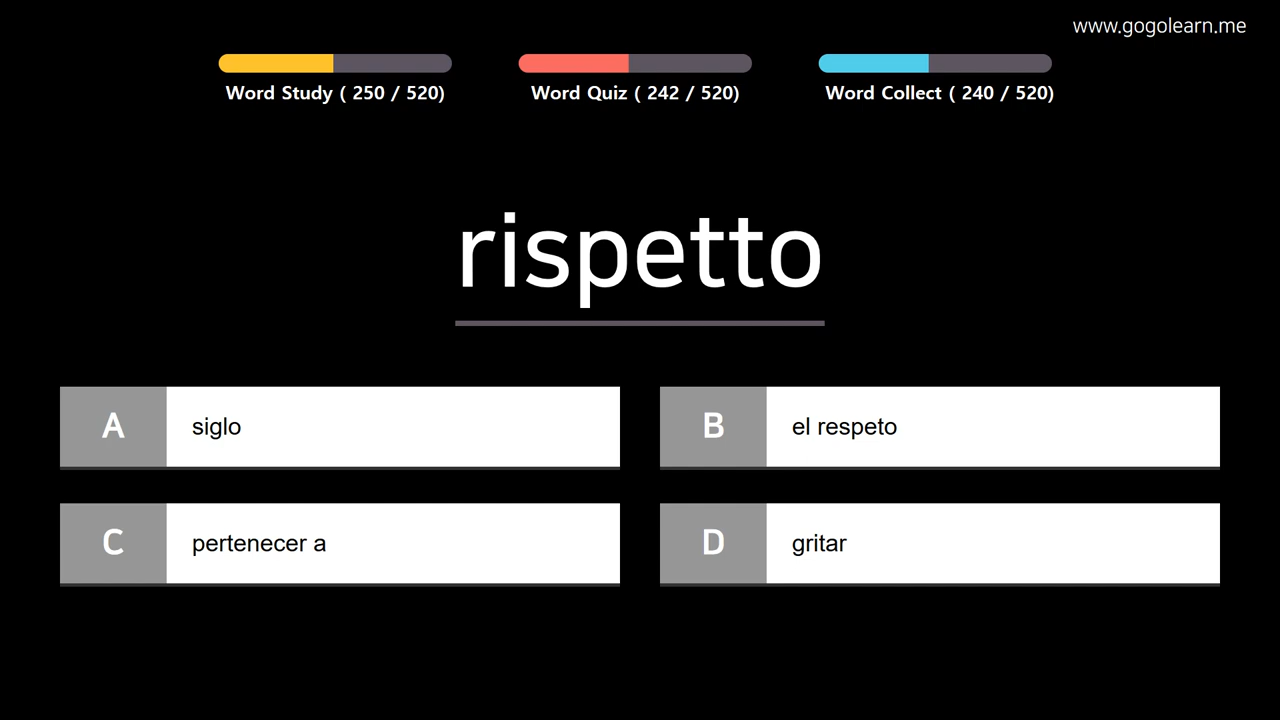 www.gogolearn.me
Word Study ( 250 / 520)
Word Quiz ( 242 / 520)
Word Collect ( 240 / 520)
rispetto
A siglo
B el respeto
C pertenecer a
D gritar